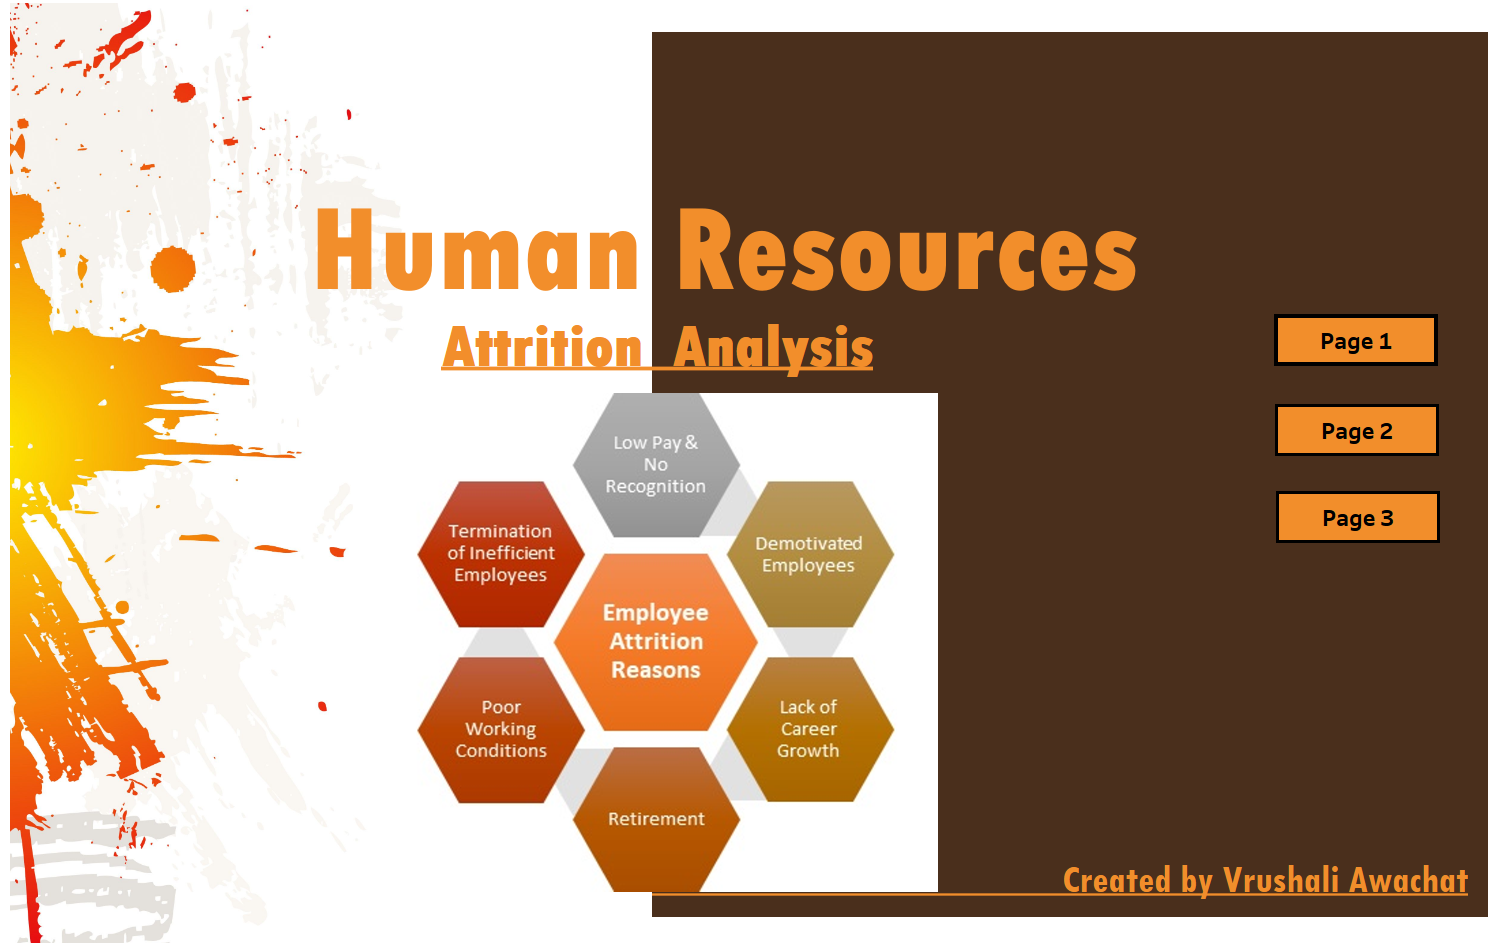 Human Resources
Attrition Analysis
Page 1
Page 2
Page 3
Low Pay &
No
Recognition
Termination
of Inefficient
Employees
Demotivated
Employees
Employee
Attrition
Reasons
Poor
Working
Conditions
Lack of
Career
Growth
Retirement
Created by Vrushali Awachat